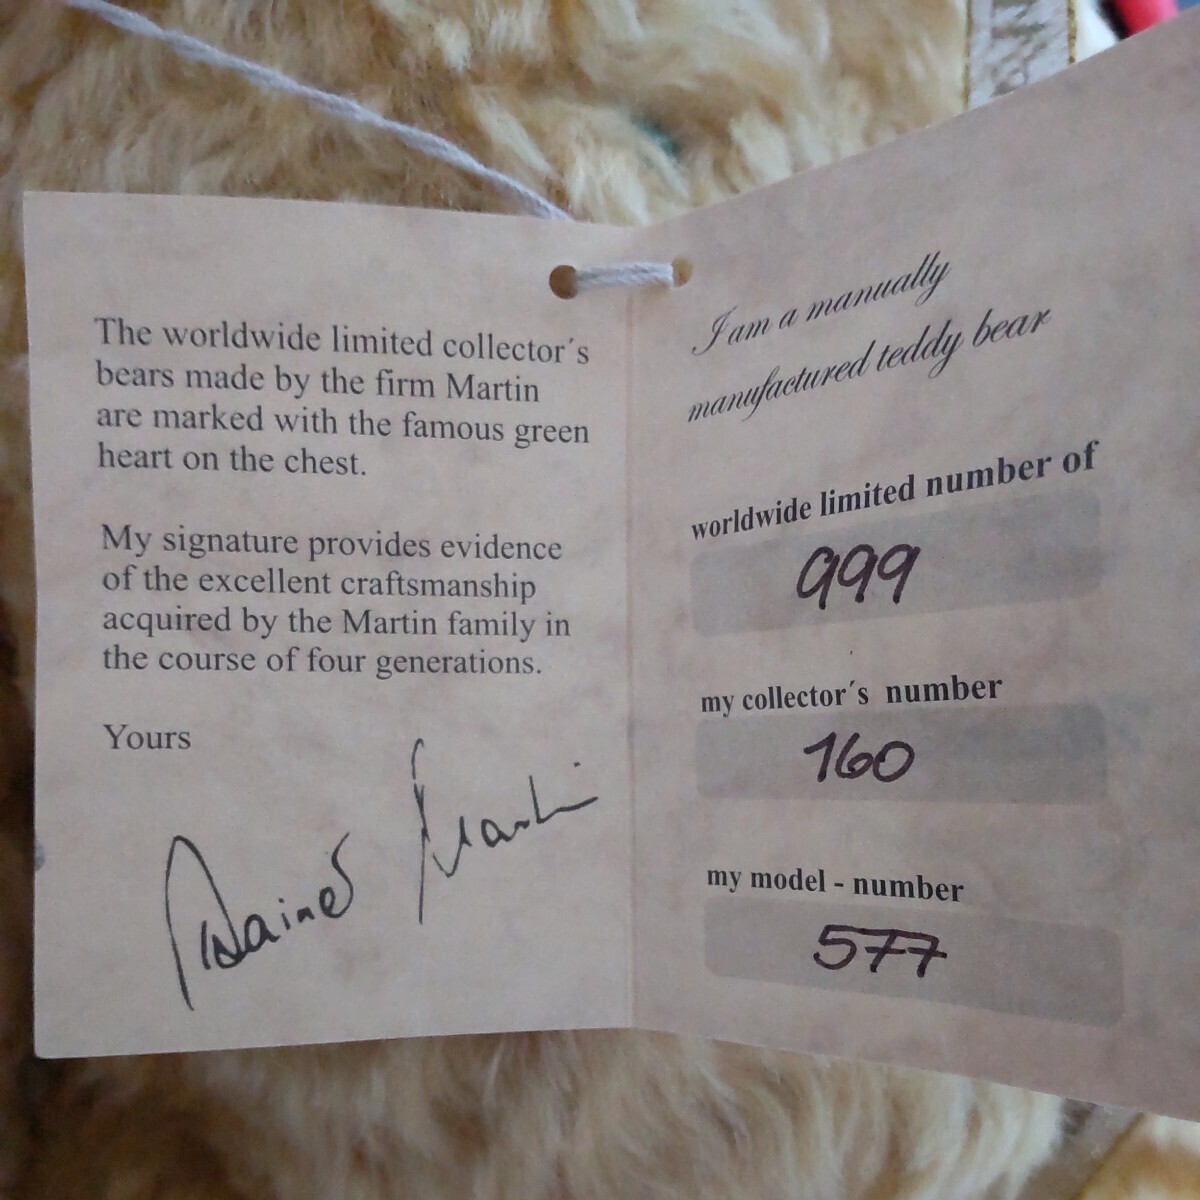 The worldwide limited collector´s
bears made by the firm Martin
are marked with the famous green
heart on the chest.
My signature provides evidence
of the excellent craftsmanship
acquired by the Martin family in
the course of four generations.
Yours
Rainer Martin
I am a manually
manufactured teddy bear
worldwide limited number of
999
my collector´s number
160
my model - number
577